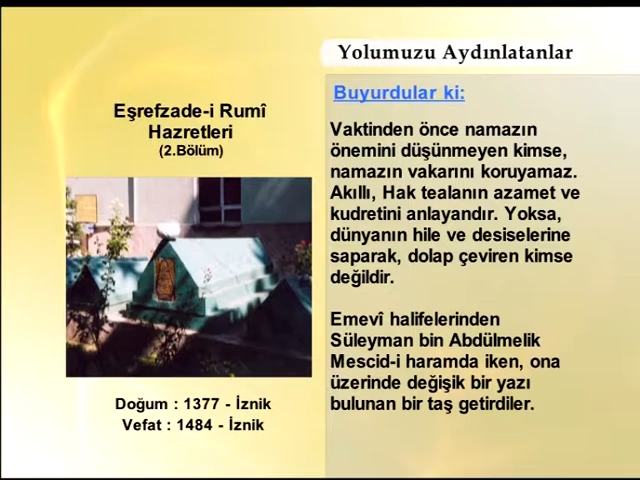 Yolumuzu Aydınlatanlar
Eşrefzade-i Rumî
Hazretleri
(2.Bölüm)
Doğum : 1377 - İznik
Vefat : 1484 - İznik
Buyurdular ki:
Vaktinden önce namazın
önemini düşünmeyen kimse,
namazın vakarını koruyamaz.
Akıllı, Hak tealanın azamet ve
kudretini anlayandır. Yoksa,
dünyanın hile ve desiselerine
saparak, dolap çeviren kimse
değildir.
Emevî halifelerinden
Süleyman bin Abdülmelik
Mescid-i haramda iken, ona
üzerinde değişik bir yazı
bulunan bir taş getirdiler.